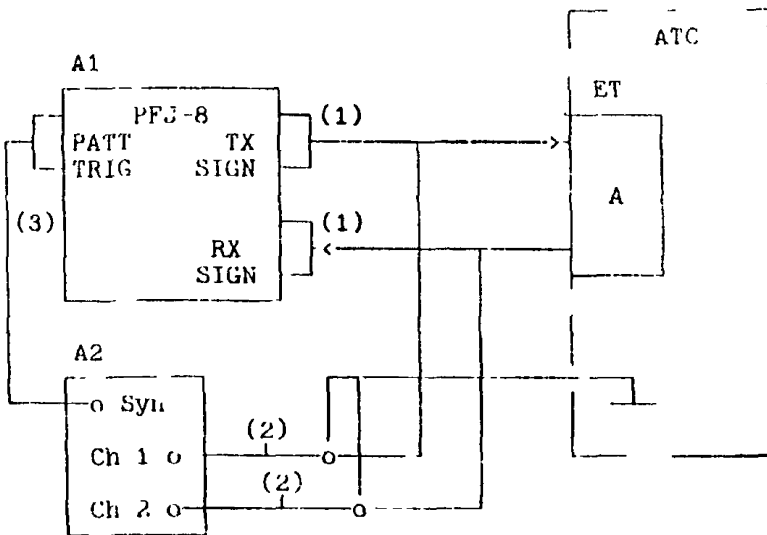 ATC
A1
ET
PFJ-8
(1)
PATT TX
TRIG SIGN
A
(3)
(1)
RX
SIGN
A2
Syn
(2)
Ch 1
(2)
Ch 2